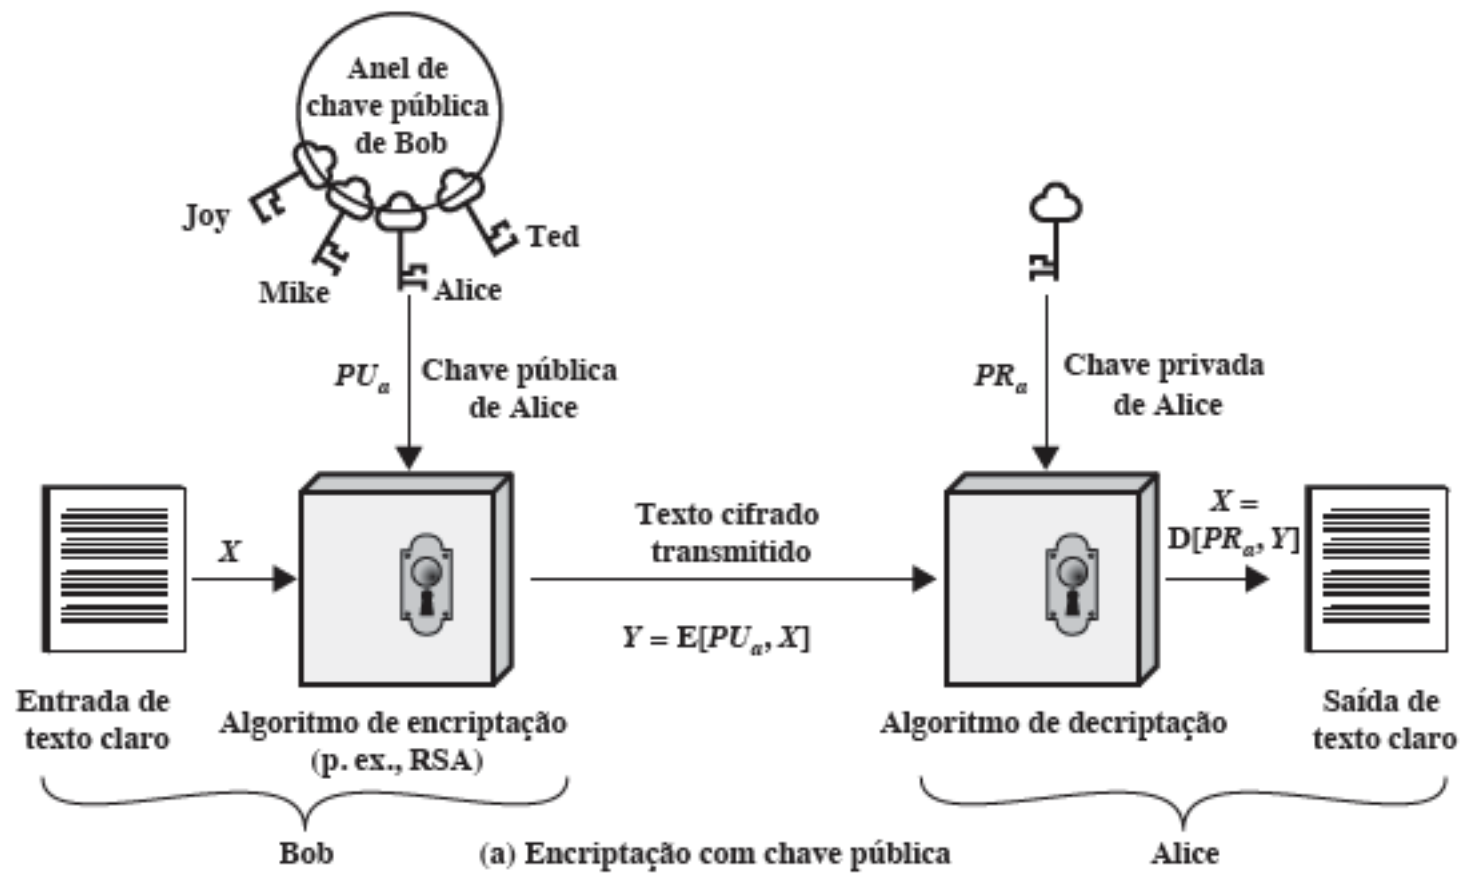 Anel de
chave pública
de Bob
Joy
Mike
Alice
Ted
PUa
Chave pública
de Alice
PRa
Chave privada
de Alice
X
Texto cifrado
transmitido
Y = E[PUa, X]
X =
D[PRa, Y]
Entrada de
texto claro
Algoritmo de encriptação
(p. ex., RSA)
Algoritmo de decriptação
Saída de
texto claro
Bob
(a) Encriptação com chave pública
Alice